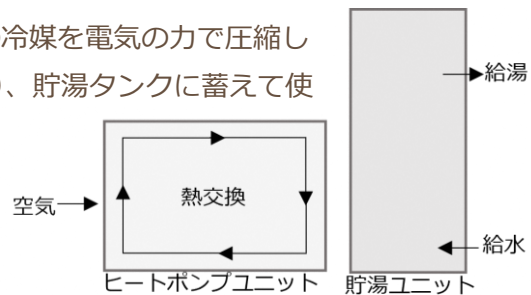 冷媒を電気の力で圧縮し
、貯湯タンクに蓄えて使
給湯
空気
熱交換
給水
ヒートポンプユニット
貯湯ユニット